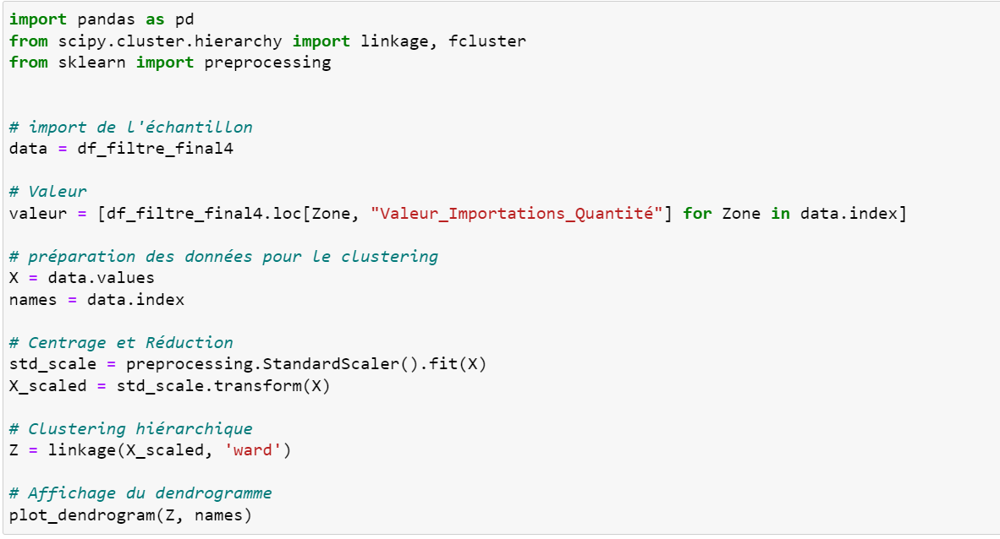 import pandas as pd
from scipy.cluster.hierarchy import linkage, fcluster
from sklearn import preprocessing
# import de l'échantillon
data = df_filtre_final4
# Valeur
valeur = [df_filtre_final4.loc[Zone, "Valeur_Importations_Quantité"] for Zone in data.index]
# préparation des données pour le clustering
X = data.values
names = data.index
# Centrage et Réduction
std_scale = preprocessing.StandardScaler().fit(X)
X_scaled = std_scale.transform(X)
# Clustering hiérarchique
Z = linkage(X_scaled, 'ward')
# Affichage du dendrogramme
plot_dendrogram(Z, names)